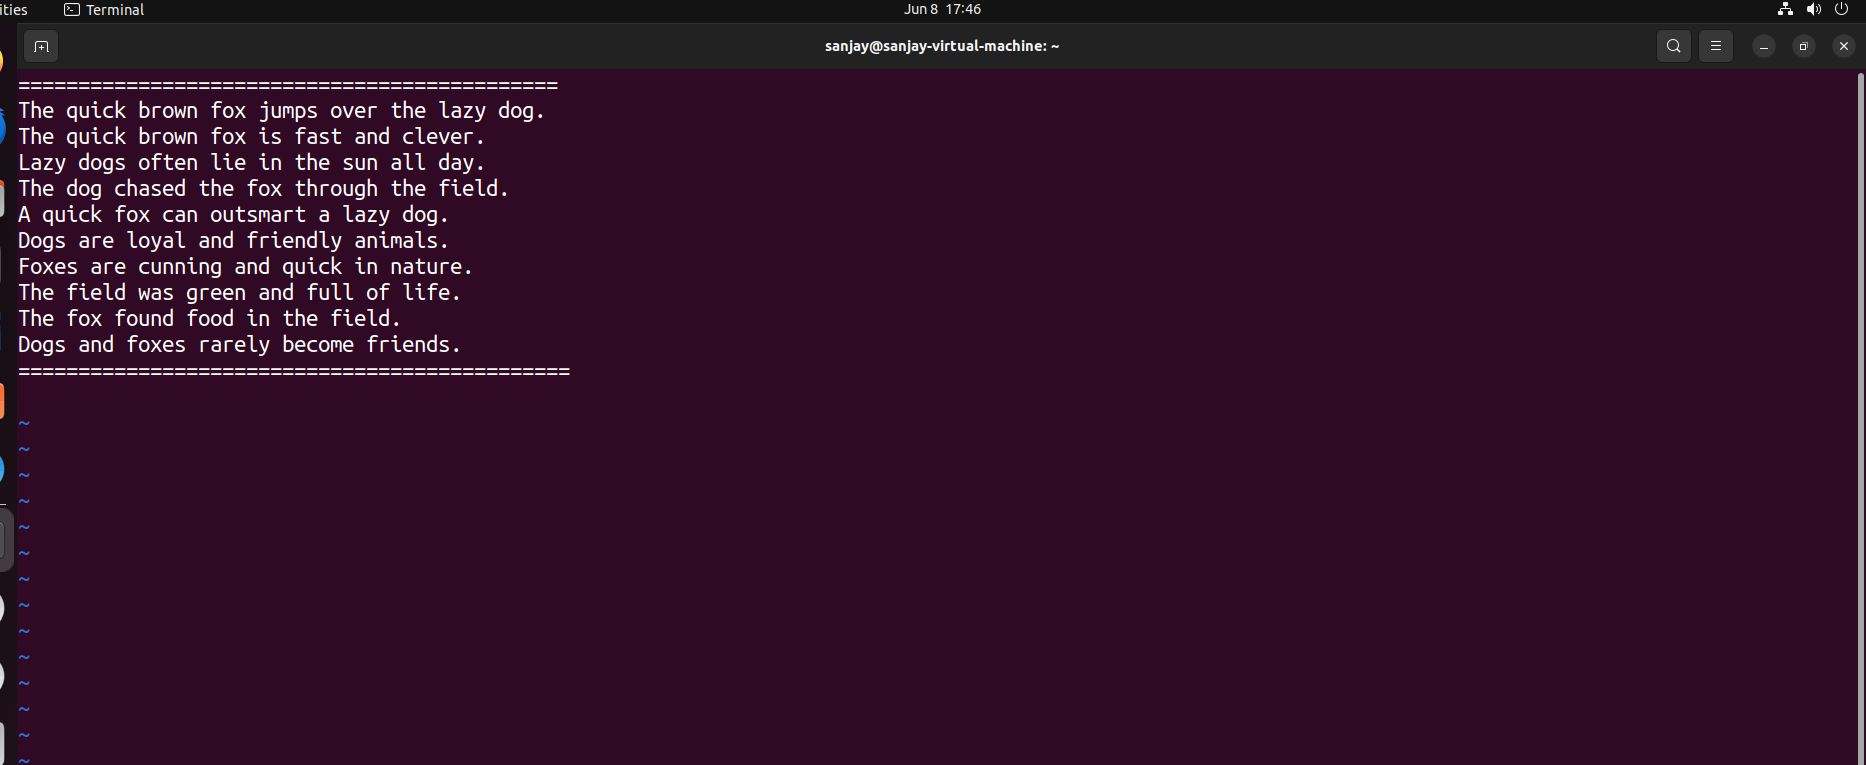 ities Terminal Jun 8 17:46
sanjay@sanjay-virtual-machine: ~
=============================================
The quick brown fox jumps over the lazy dog.
The quick brown fox is fast and clever.
Lazy dogs often lie in the sun all day.
The dog chased the fox through the field.
A quick fox can outsmart a lazy dog.
Dogs are loyal and friendly animals.
Foxes are cunning and quick in nature.
The field was green and full of life.
The fox found food in the field.
Dogs and foxes rarely become friends.
==============================================
~
~
~
~
~
~
~
~
~
~
~
~
~
~